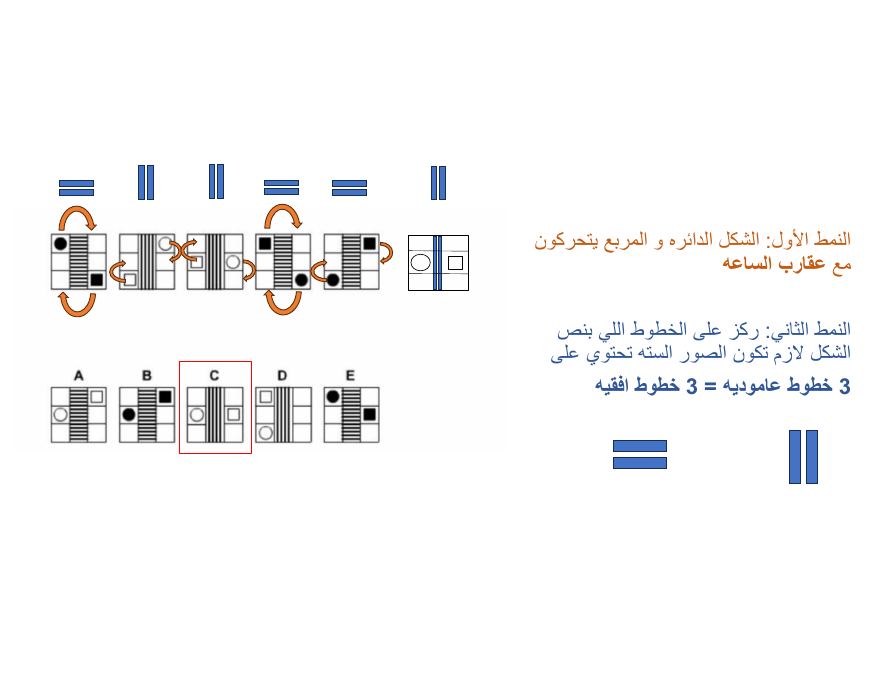 النمط الأول: الشكل الدائره و المربع يتحركون
مع عقارب الساعه
النمط الثاني: ركز على الخطوط اللي بنص
الشكل لازم تكون الصور السته تحتوي على
3 خطوط عاموديه = 3 خطوط افقيه
A B C D E